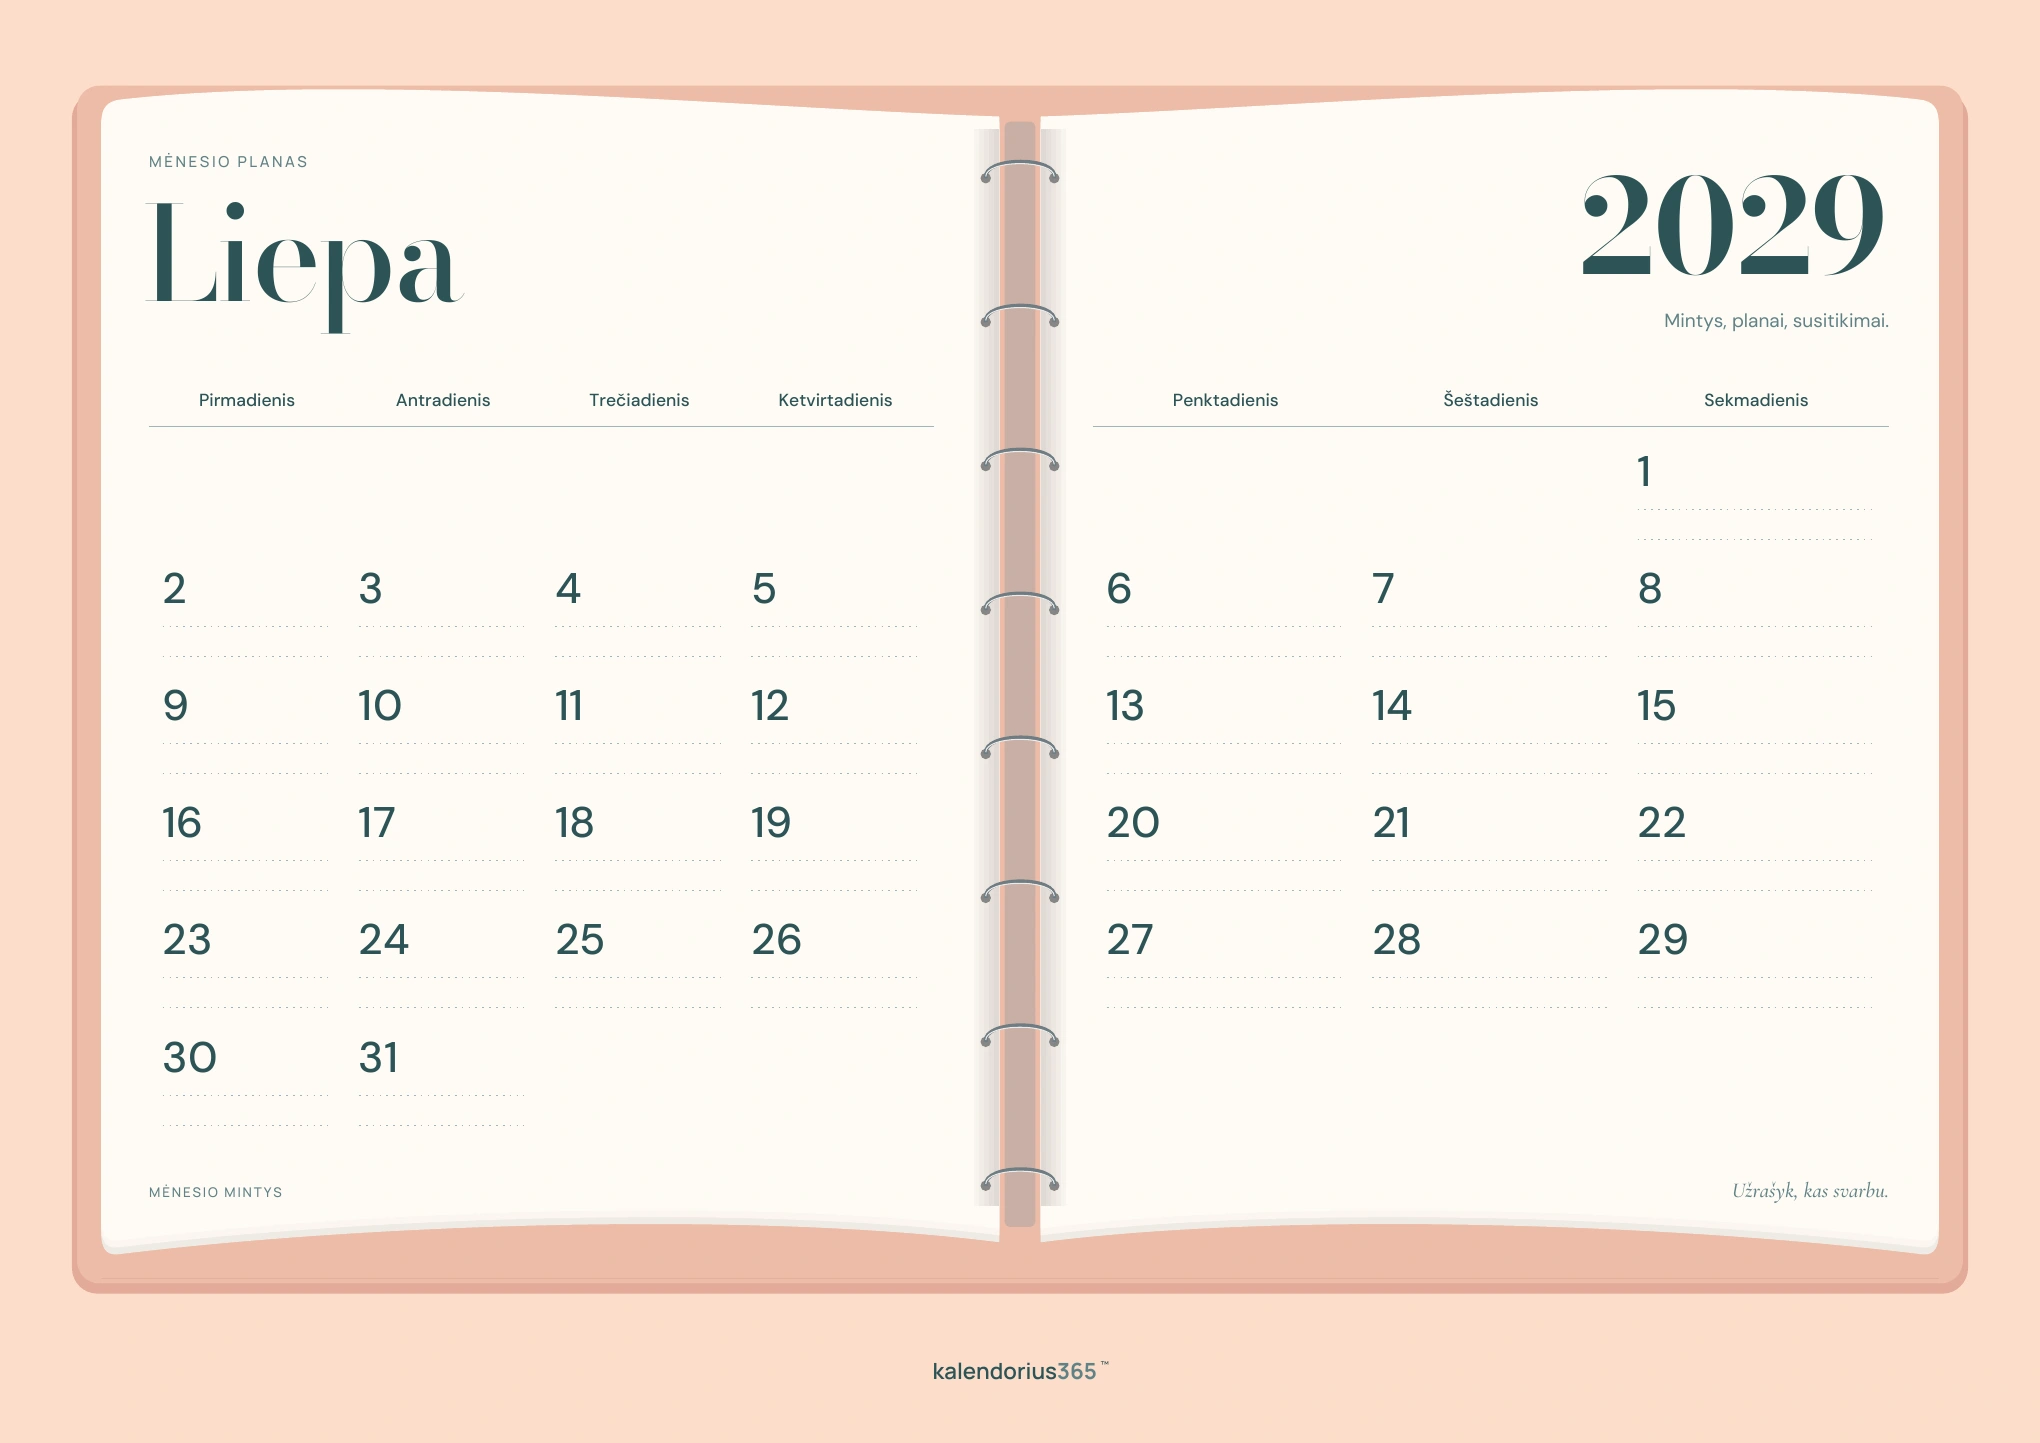 MĖNESIO PLANAS
Liepa
2029
Mintys, planai, susitikimai.
Pirmadienis Antradienis Trečiadienis Ketvirtadienis Penktadienis Šeštadienis Sekmadienis
1
2 3 4 5 6 7 8
9 10 11 12 13 14 15
16 17 18 19 20 21 22
23 24 25 26 27 28 29
30 31
MĖNESIO MINTYS
Užrašyk, kas svarbu.
kalendorius365™